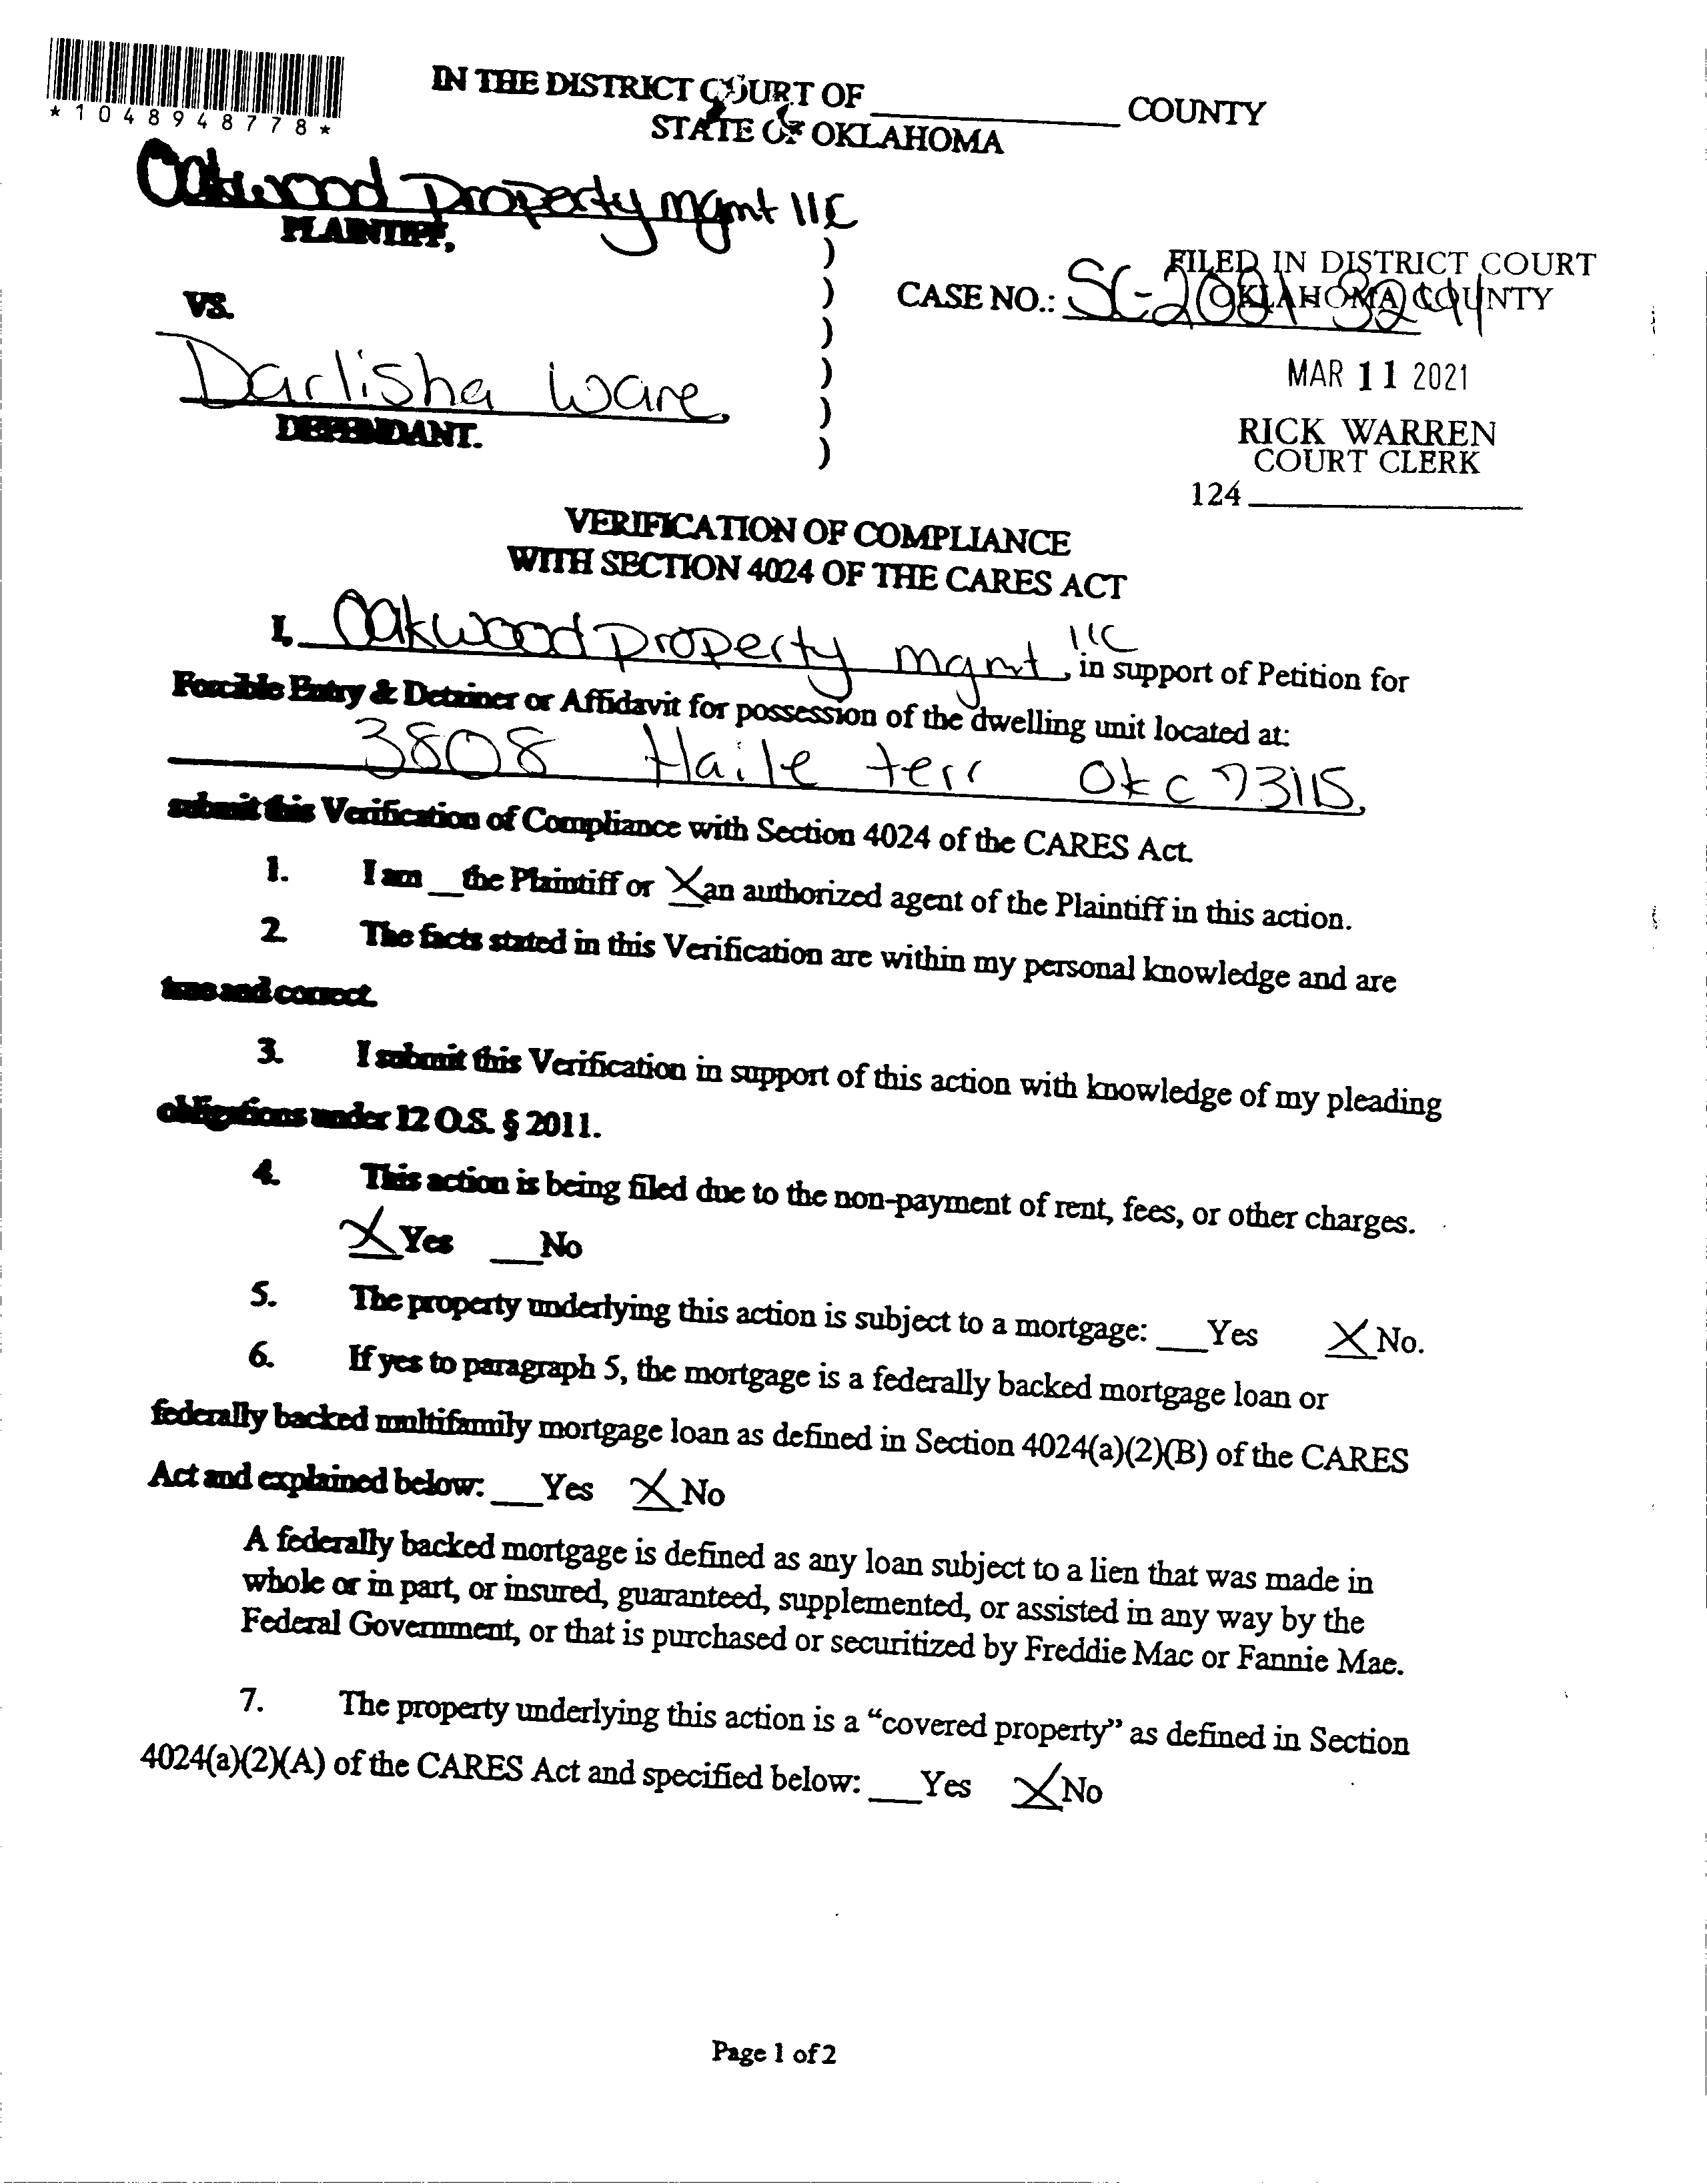 IN THE DISTRICT COURT OF ____________ COUNTY
STATE OF OKLAHOMA
*1048948778*
Oakwood Property mgmt llc
PLAINTIFF,
)
FILED IN DISTRICT COURT
OKLAHOMA COUNTY
)
CASE NO.:
VS.
)
Darlisha Ware
)
MAR 11 2021
)
DEFENDANT.
)
RICK WARREN
COURT CLERK
124 ____________
VERIFICATION OF COMPLIANCE
WITH SECTION 4024 OF THE CARES ACT
I, Oakwood property mgmt llc, in support of Petition for
Forcible Entry & Detainer or Affidavit for possession of the dwelling unit located at:
3808 Haile terr Okc 73115,
submit this Verification of Compliance with Section 4024 of the CARES Act.
1. I am __the Plaintiff or X an authorized agent of the Plaintiff in this action.
2. The facts stated in this Verification are within my personal knowledge and are
true and correct.
3. I submit this Verification in support of this action with knowledge of my pleading
obligations under 12 O.S. § 2011.
4. This action is being filed due to the non-payment of rent, fees, or other charges.
X Yes ___No
5. The property underlying this action is subject to a mortgage: ___Yes X No.
6. If yes to paragraph 5, the mortgage is a federally backed mortgage loan or
federally backed multifamily mortgage loan as defined in Section 4024(a)(2)(B) of the CARES
Act and explained below: ___Yes X No
A federally backed mortgage is defined as any loan subject to a lien that was made in
whole or in part, or insured, guaranteed, supplemented, or assisted in any way by the
Federal Government, or that is purchased or securitized by Freddie Mac or Fannie Mae.
7. The property underlying this action is a “covered property” as defined in Section
4024(a)(2)(A) of the CARES Act and specified below: ___Yes X No
Page 1 of 2